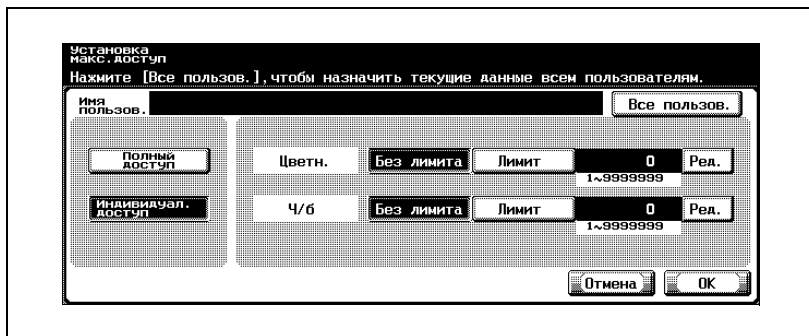 Установка
макс.доступ
Нажмите [Все пользов.],чтобы назначить текущие данные всем пользователям.
Имя
пользов.
Все пользов.
Полный
доступ
Цветн. Без лимита Лимит 0 Ред.
1~9999999
Индивидуал.
доступ
Ч/б Без лимита Лимит 0 Ред.
1~9999999
Отмена OK